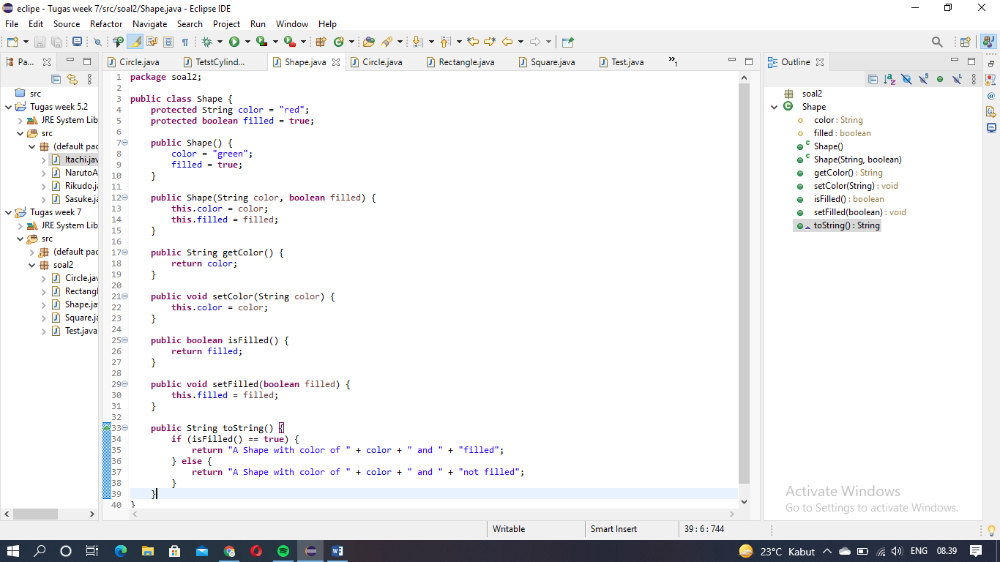 eclipe - Tugas week 7/src/soal2/Shape.java - Eclipse IDE
File Edit Source Refactor Navigate Search Project Run Window Help
Pa...
Circle.java TetstCylind... Shape.java Circle.java Rectangle.java Square.java Test.java »1
Outline
src
Tugas week 5.2
JRE System Lib
src
(default pac
Itachi.jav
NarutoA
Rikudo.j
Sasuke.ja
Tugas week 7
JRE System Lib
src
(default pac
soal2
Circle.jav
Rectangl
Shape.ja
Square.ja
Test.java
1 package soal2;
2
3 public class Shape {
4 protected String color = "red";
5 protected boolean filled = true;
6
7 public Shape() {
8 color = "green";
9 filled = true;
10 }
11
12 public Shape(String color, boolean filled) {
13 this.color = color;
14 this.filled = filled;
15 }
16
17 public String getColor() {
18 return color;
19 }
20
21 public void setColor(String color) {
22 this.color = color;
23 }
24
25 public boolean isFilled() {
26 return filled;
27 }
28
29 public void setFilled(boolean filled) {
30 this.filled = filled;
31 }
32
33 public String toString() {
34 if (isFilled() == true) {
35 return "A Shape with color of " + color + " and " + "filled";
36 } else {
37 return "A Shape with color of " + color + " and " + "not filled";
38 }
39 }
40 }
soal2
Shape
color : String
filled : boolean
Shape()
Shape(String, boolean)
getColor() : String
setColor(String) : void
isFilled() : boolean
setFilled(boolean) : void
toString() : String
Activate Windows
Go to Settings to activate Windows.
Writable Smart Insert 39 : 6 : 744
23°C Kabut ENG 08.39